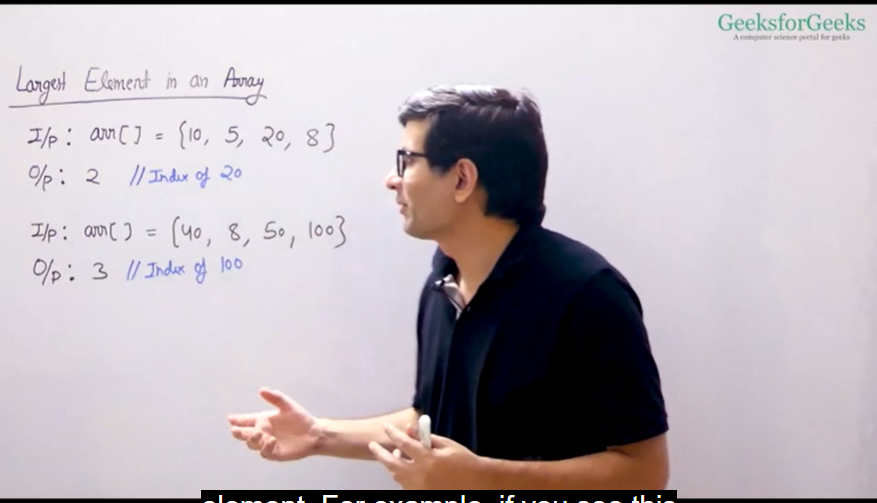 GeeksforGeeks
A computer science portal for geeks
Largest Element in an Array
I/p: arr[] = {10, 5, 20, 8}
O/p: 2 // Index of 20
I/p: arr[] = {40, 8, 50, 100}
O/p: 3 // Index of 100
element. For example, if you see this